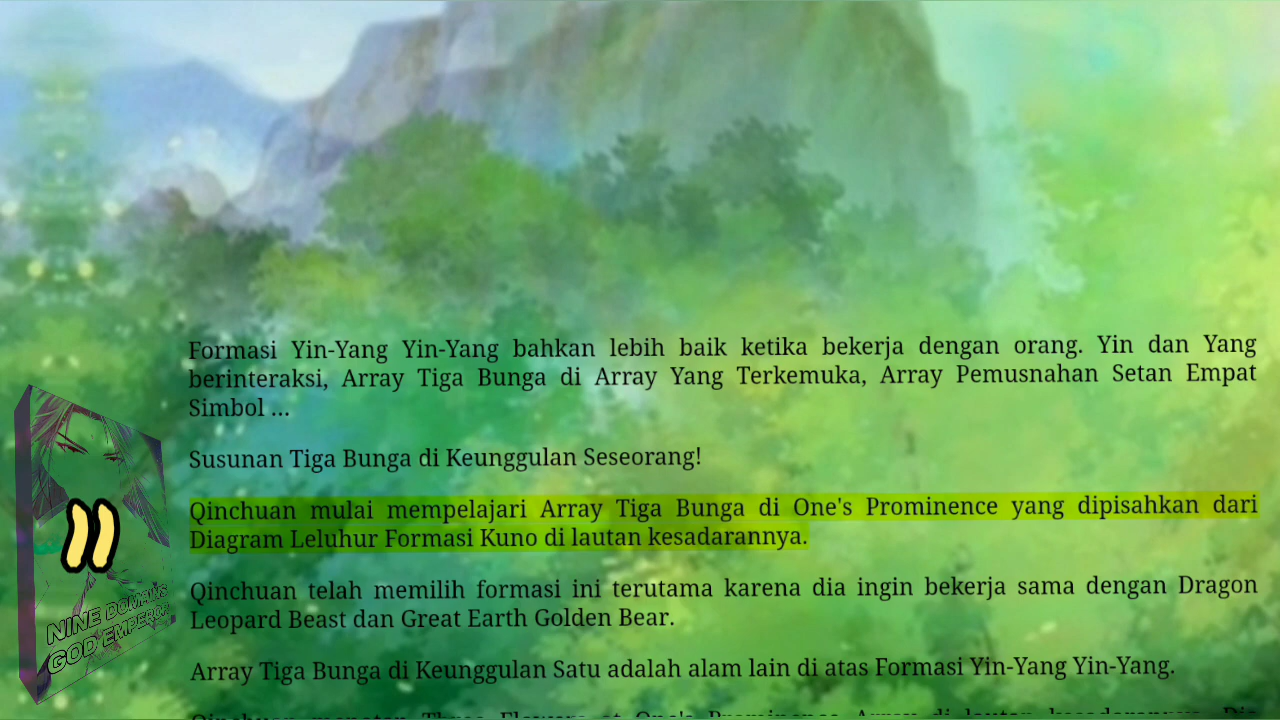 Formasi Yin-Yang Yin-Yang bahkan lebih baik ketika bekerja dengan orang. Yin dan Yang
berinteraksi, Array Tiga Bunga di Array Yang Terkemuka, Array Pemusnahan Setan Empat
Simbol ...
Susunan Tiga Bunga di Keunggulan Seseorang!
Qinchuan mulai mempelajari Array Tiga Bunga di One's Prominence yang dipisahkan dari
Diagram Leluhur Formasi Kuno di lautan kesadarannya.
Qinchuan telah memilih formasi ini terutama karena dia ingin bekerja sama dengan Dragon
Leopard Beast dan Great Earth Golden Bear.
Array Tiga Bunga di Keunggulan Satu adalah alam lain di atas Formasi Yin-Yang Yin-Yang.
NINE DOMAINS
GOD EMPEROR